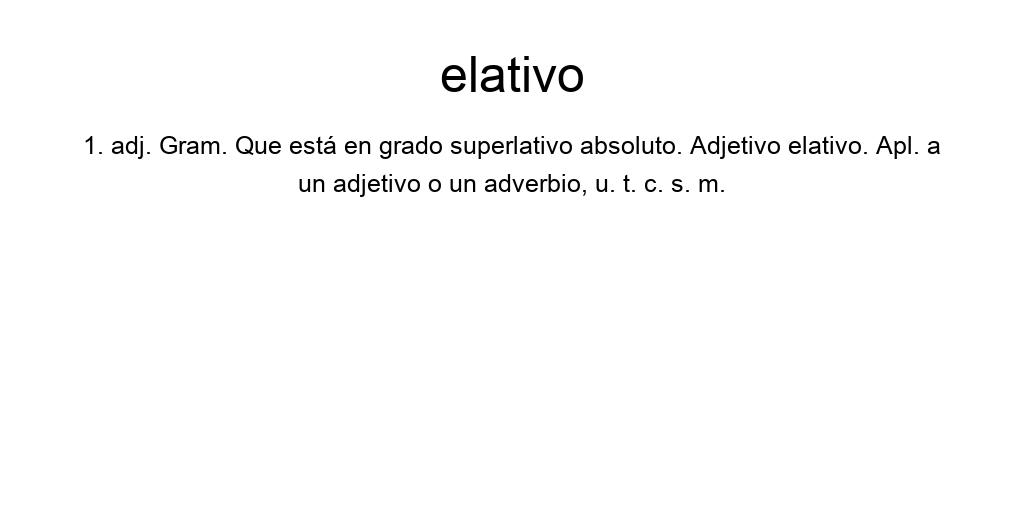 elativo
1. adj. Gram. Que está en grado superlativo absoluto. Adjetivo elativo. Apl. a
un adjetivo o un adverbio, u. t. c. s. m.